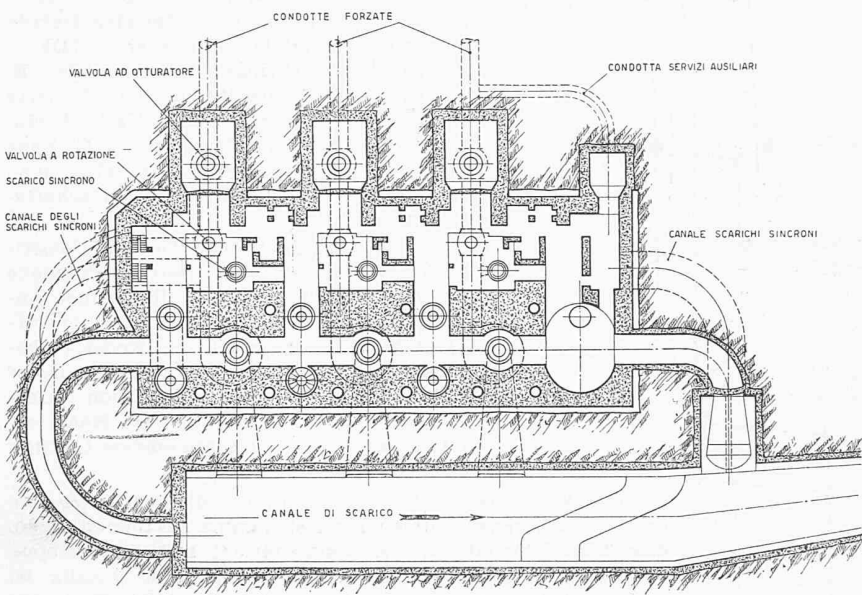 CONDOTTE FORZATE
VALVOLA AD OTTURATORE
CONDOTTA SERVIZI AUSILIARI
VALVOLA A ROTAZIONE
SCARICO SINCRONO
CANALE DEGLI
SCARICHI SINCRONI
CANALE SCARICHI SINCRONI
CANALE DI SCARICO